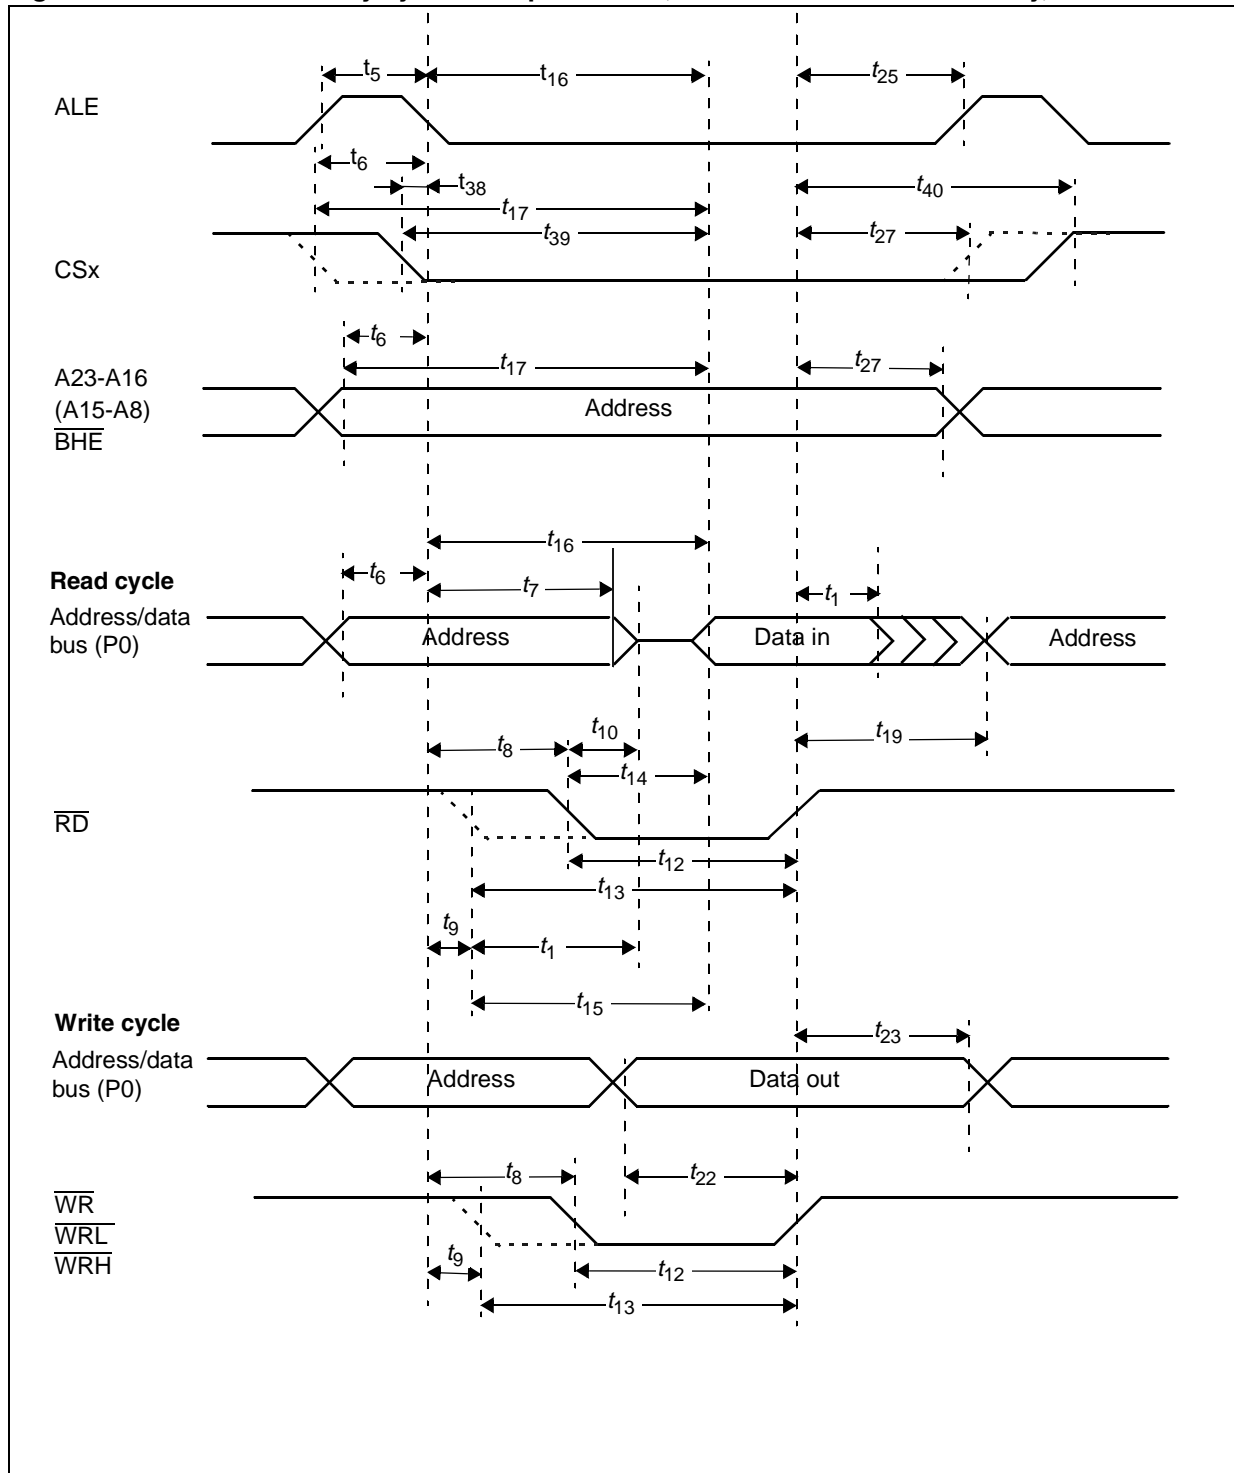 t5 t16 t25
ALE
t6
t38
t40
t17
t39 t27
CSx
t6
t17 t27
A23-A16
(A15-A8)
BHE
Address
t16
t6 t7 t1
Read cycle
Address/data
bus (P0)
Address Data in Address
t10
t8 t19
t14
RD
t12
t13
t9
t1
t15
Write cycle
t23
Address/data
bus (P0)
Address Data out
t8 t22
WR
WRL
WRH
t9 t12
t13